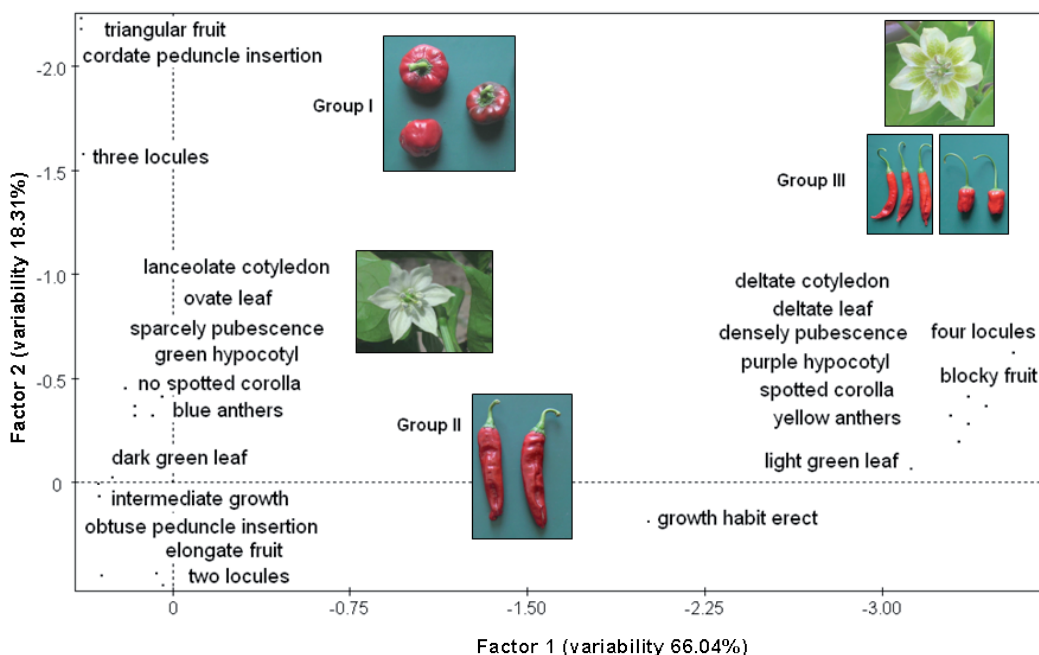 triangular fruit
cordate peduncle insertion
Group I
three locules
Group III
lanceolate cotyledon
ovate leaf
sparcely pubescence
green hypocotyl
no spotted corolla
blue anthers
dark green leaf
Group II
deltate cotyledon
deltate leaf
densely pubescence
four locules
purple hypocotyl
blocky fruit
spotted corolla
yellow anthers
light green leaf
intermediate growth
obtuse peduncle insertion
elongate fruit
two locules
growth habit erect
-2.0
-1.5
-1.0
-0.5
0
Factor 2 (variability 18.31%)
0 -0.75 -1.50 -2.25 -3.00
Factor 1 (variability 66.04%)